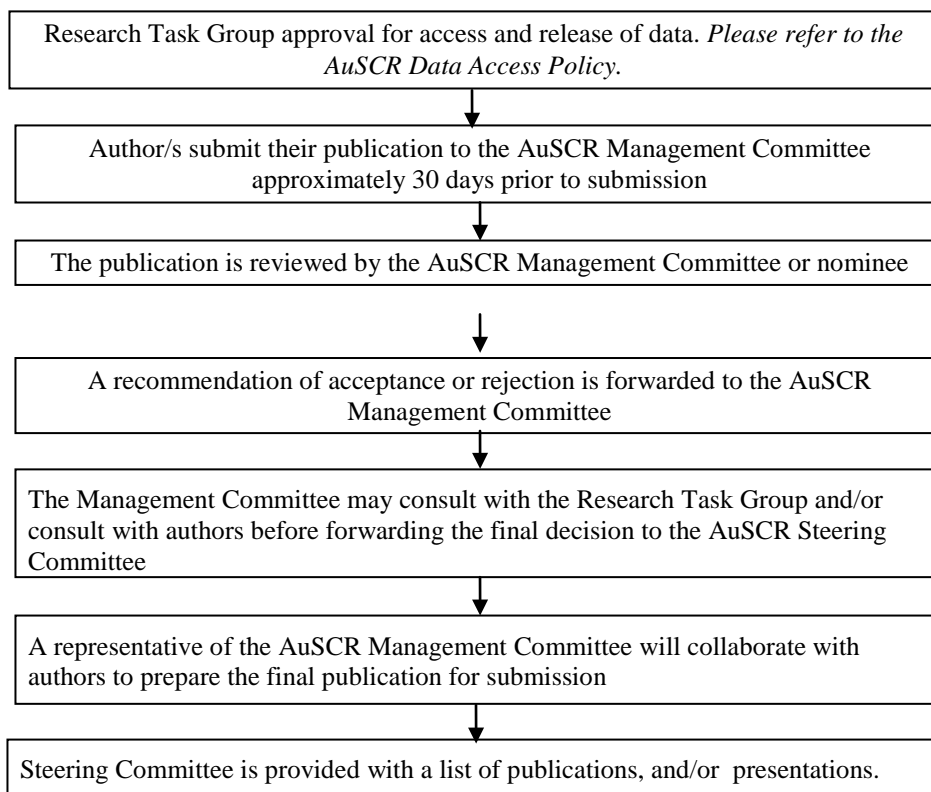 Research Task Group approval for access and release of data. Please refer to the
AuSCR Data Access Policy.
Author/s submit their publication to the AuSCR Management Committee
approximately 30 days prior to submission
The publication is reviewed by the AuSCR Management Committee or nominee
A recommendation of acceptance or rejection is forwarded to the AuSCR
Management Committee
The Management Committee may consult with the Research Task Group and/or
consult with authors before forwarding the final decision to the AuSCR Steering
Committee
A representative of the AuSCR Management Committee will collaborate with
authors to prepare the final publication for submission
Steering Committee is provided with a list of publications, and/or presentations.